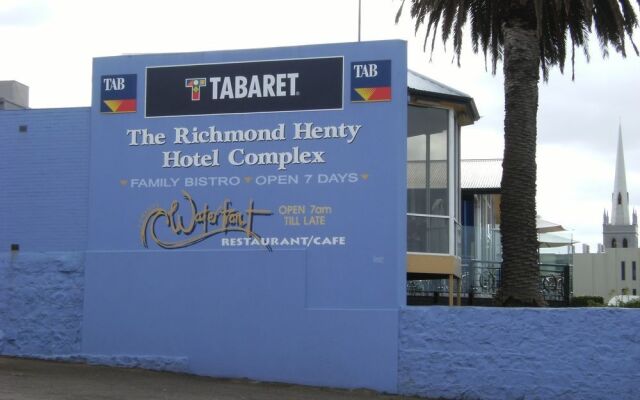 TAB
TABARET
TAB
The Richmond Henty
Hotel Complex
FAMILY BISTRO OPEN 7 DAYS
Waterfront
OPEN 7am
TILL LATE
RESTAURANT/CAFE